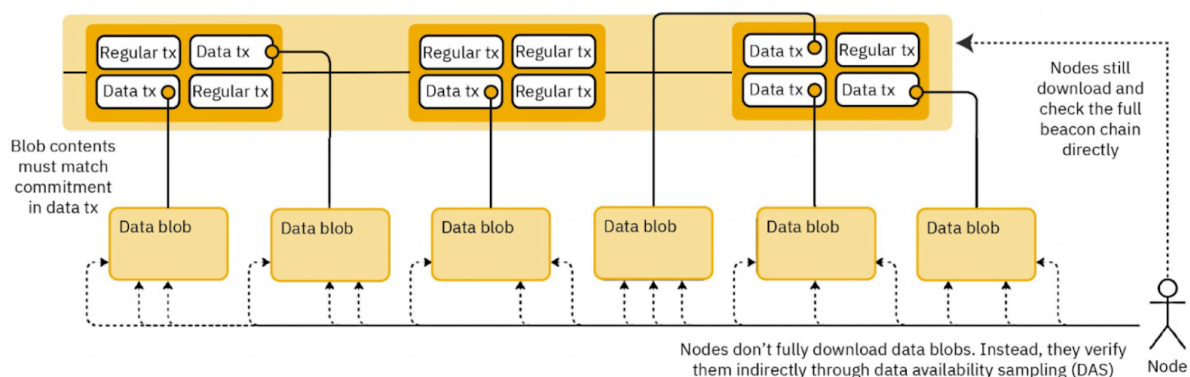 Regular tx
Data tx
Data tx
Regular tx
Regular tx
Regular tx
Data tx
Regular tx
Data tx
Regular tx
Data tx
Data tx
Nodes still
download and
check the full
beacon chain
directly
Blob contents
must match
commitment
in data tx
Data blob
Data blob
Data blob
Data blob
Data blob
Data blob
Nodes don't fully download data blobs. Instead, they verify
them indirectly through data availability sampling (DAS)
Node